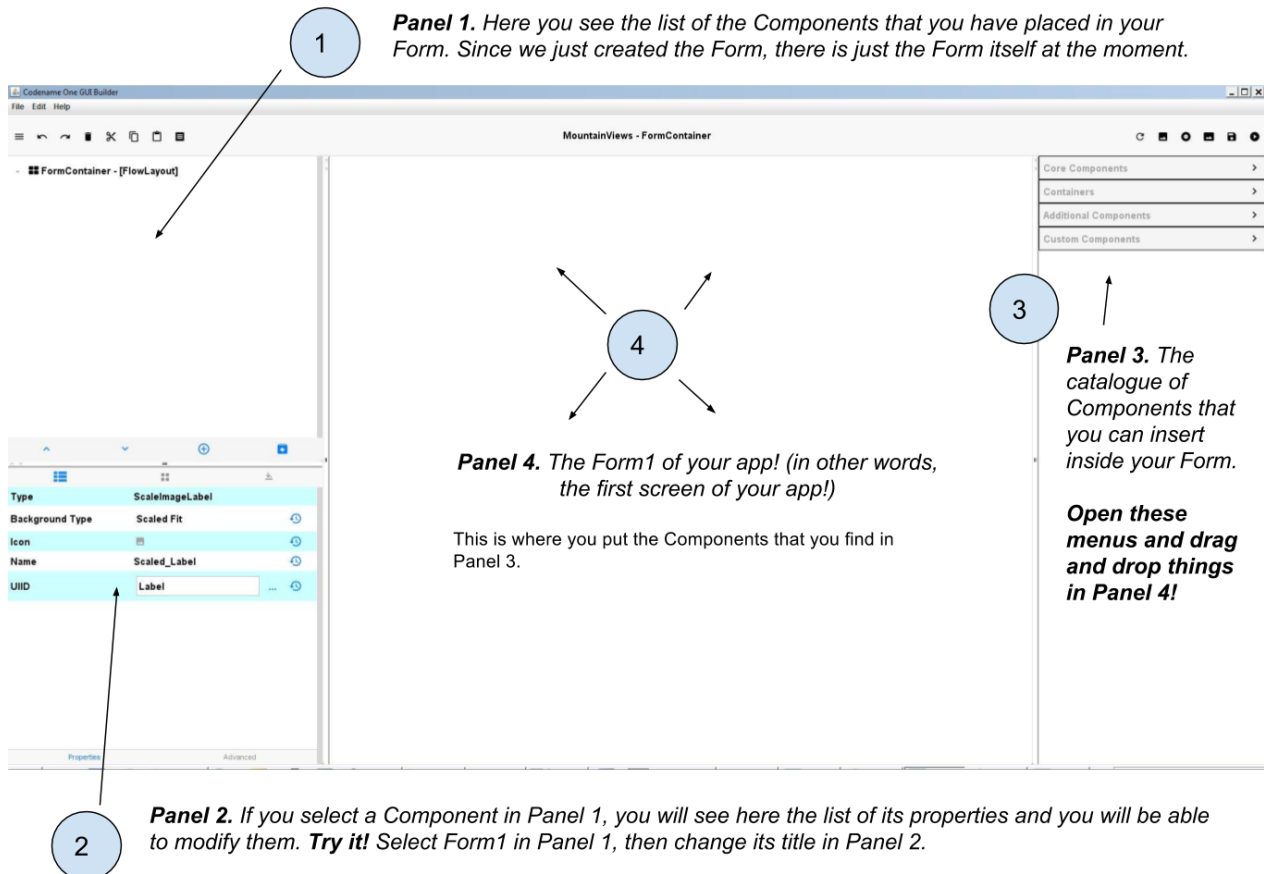 1
Panel 1. Here you see the list of the Components that you have placed in your
Form. Since we just created the Form, there is just the Form itself at the moment.
Codename One GUI Builder
File Edit Help
MountainViews - FormContainer
FormContainer - [FlowLayout]
Core Components
Containers
Additional Components
Custom Components
3
4
Panel 3. The
catalogue of
Components that
you can insert
inside your Form.
Open these
menus and drag
and drop things
in Panel 4!
Panel 4. The Form1 of your app! (in other words,
the first screen of your app!)
This is where you put the Components that you find in
Panel 3.
Type ScaleImageLabel
Background Type Scaled Fit
Icon
Name Scaled_Label
UIID Label ...
Properties Advanced
2
Panel 2. If you select a Component in Panel 1, you will see here the list of its properties and you will be able
to modify them. Try it! Select Form1 in Panel 1, then change its title in Panel 2.